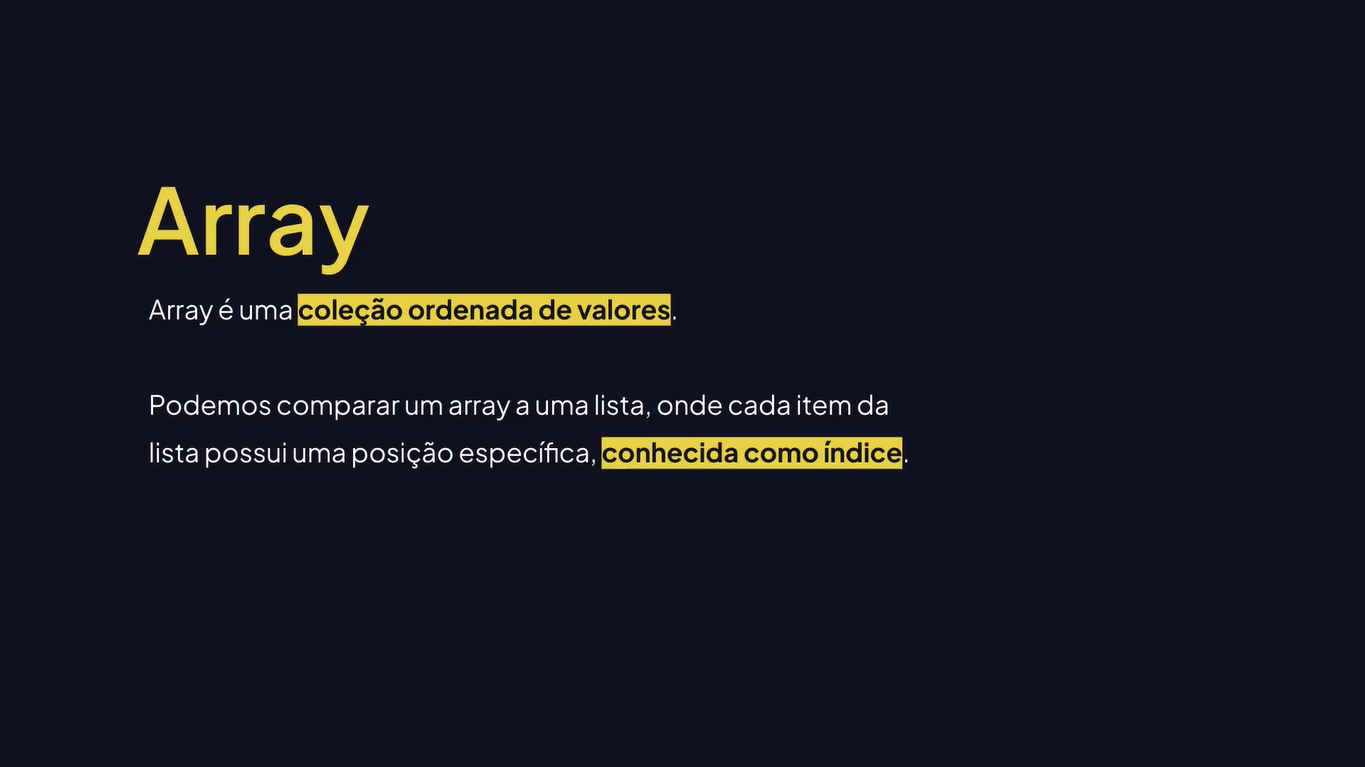 Array
Array é uma coleção ordenada de valores.
Podemos comparar um array a uma lista, onde cada item da
lista possui uma posição específica, conhecida como índice.